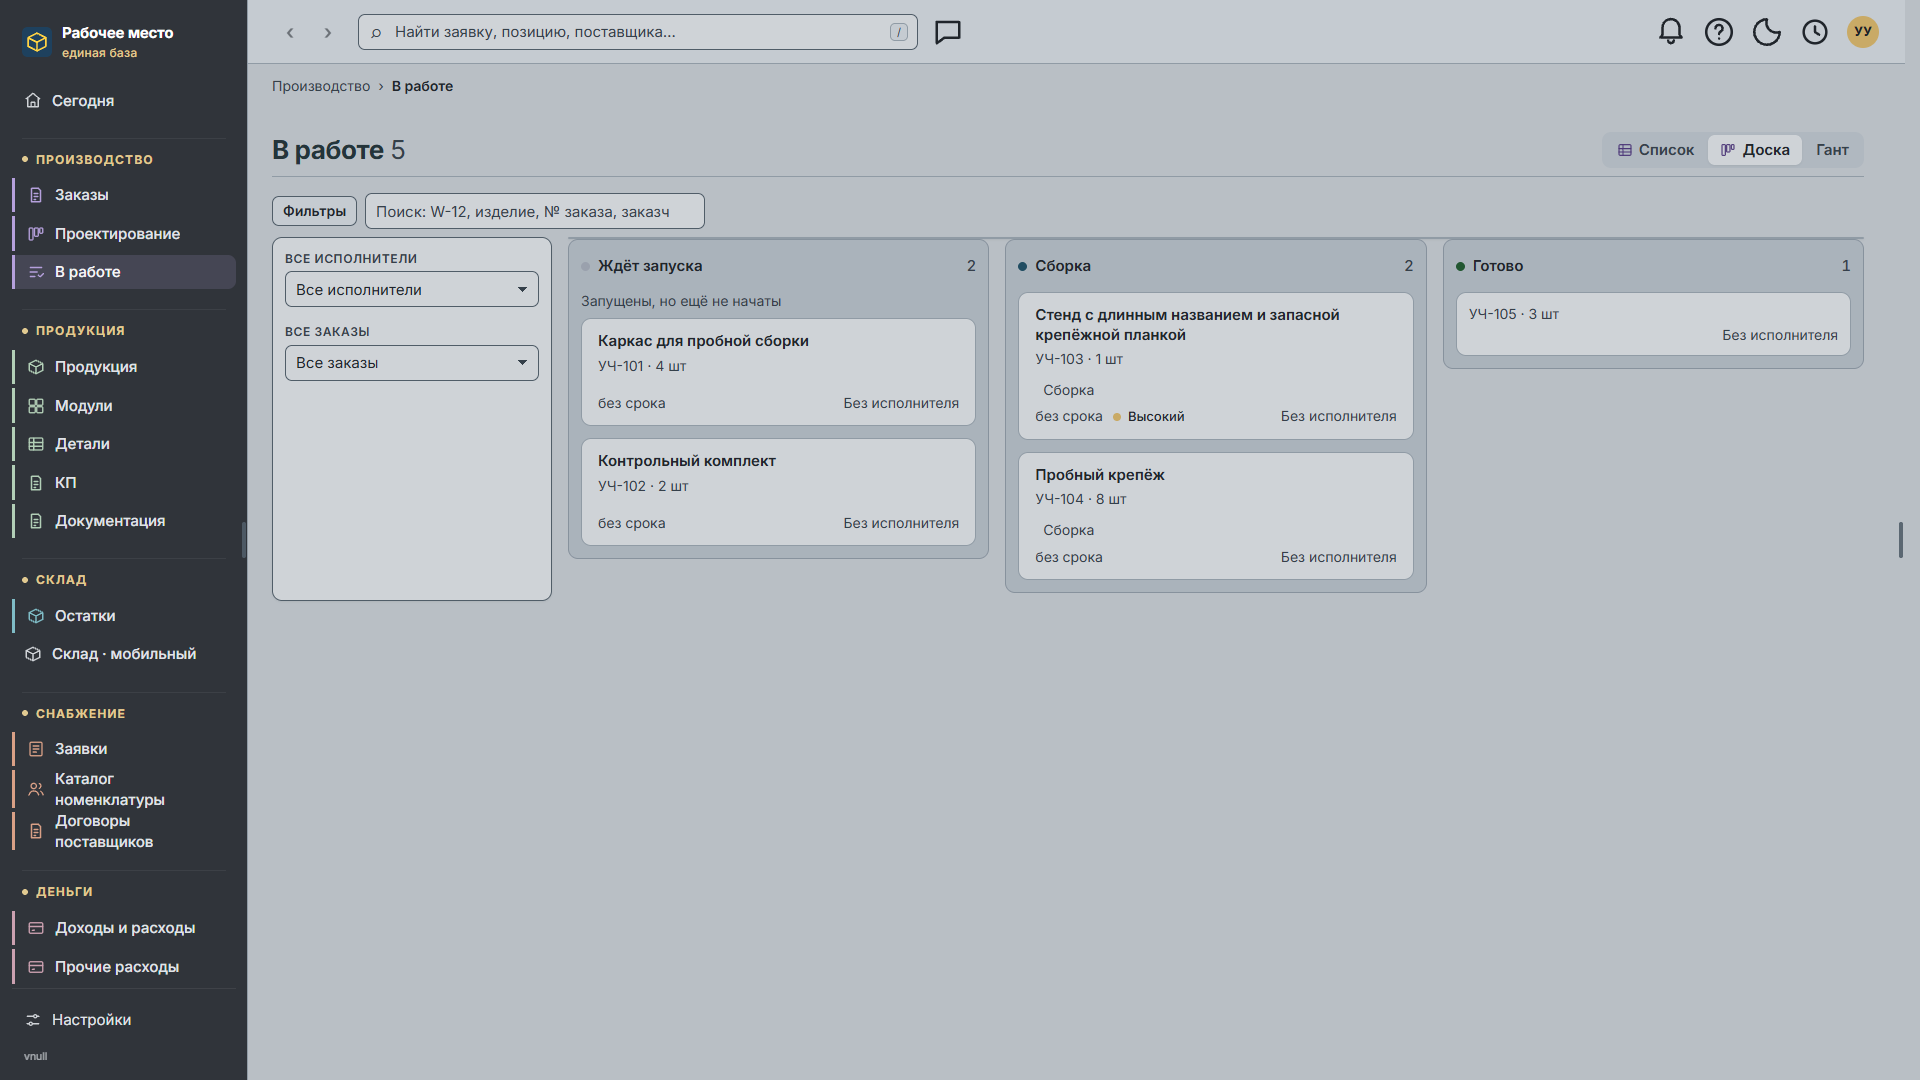 Рабочее место
единая база
Сегодня
ПРОИЗВОДСТВО
Заказы
Проектирование
В работе
ПРОДУКЦИЯ
Продукция
Модули
Детали
КП
Документация
СКЛАД
Остатки
Склад · мобильный
СНАБЖЕНИЕ
Заявки
Каталог
номенклатуры
Договоры
поставщиков
ДЕНЬГИ
Доходы и расходы
Прочие расходы
Настройки
vnull
Найти заявку, позицию, поставщика...
/
УУ
Производство › В работе
В работе 5
Список
Доска
Гант
Фильтры
Поиск: W-12, изделие, № заказа, заказч
ВСЕ ИСПОЛНИТЕЛИ
Все исполнители
ВСЕ ЗАКАЗЫ
Все заказы
Ждёт запуска 2
Запущены, но ещё не начаты
Каркас для пробной сборки
УЧ-101 · 4 шт
без срока Без исполнителя
Контрольный комплект
УЧ-102 · 2 шт
без срока Без исполнителя
Сборка 2
Стенд с длинным названием и запасной
крепёжной планкой
УЧ-103 · 1 шт
Сборка
без срока Высокий Без исполнителя
Пробный крепёж
УЧ-104 · 8 шт
Сборка
без срока Без исполнителя
Готово 1
УЧ-105 · 3 шт
Без исполнителя